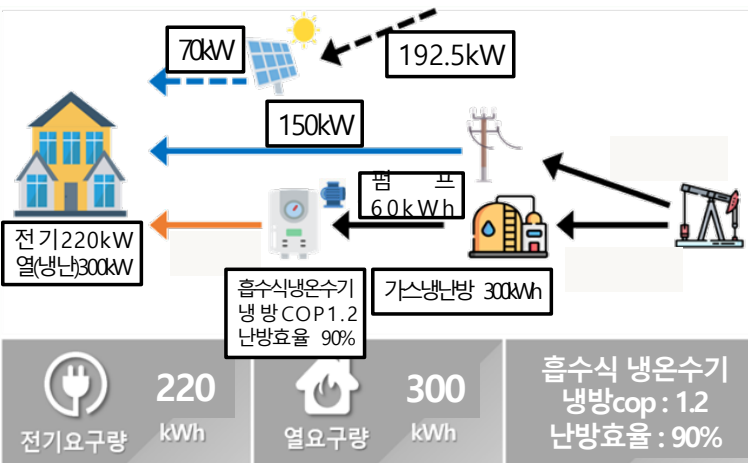 70kW
192.5kW
150kW
펌 프
60kWh
전기220kW
열(냉난)300kW
흡수식냉온수기
냉방COP1.2
난방효율 90%
가스냉난방 300kWh
220
kWh
전기요구량
300
kWh
열요구량
흡수식 냉온수기
냉방cop : 1.2
난방효율 : 90%